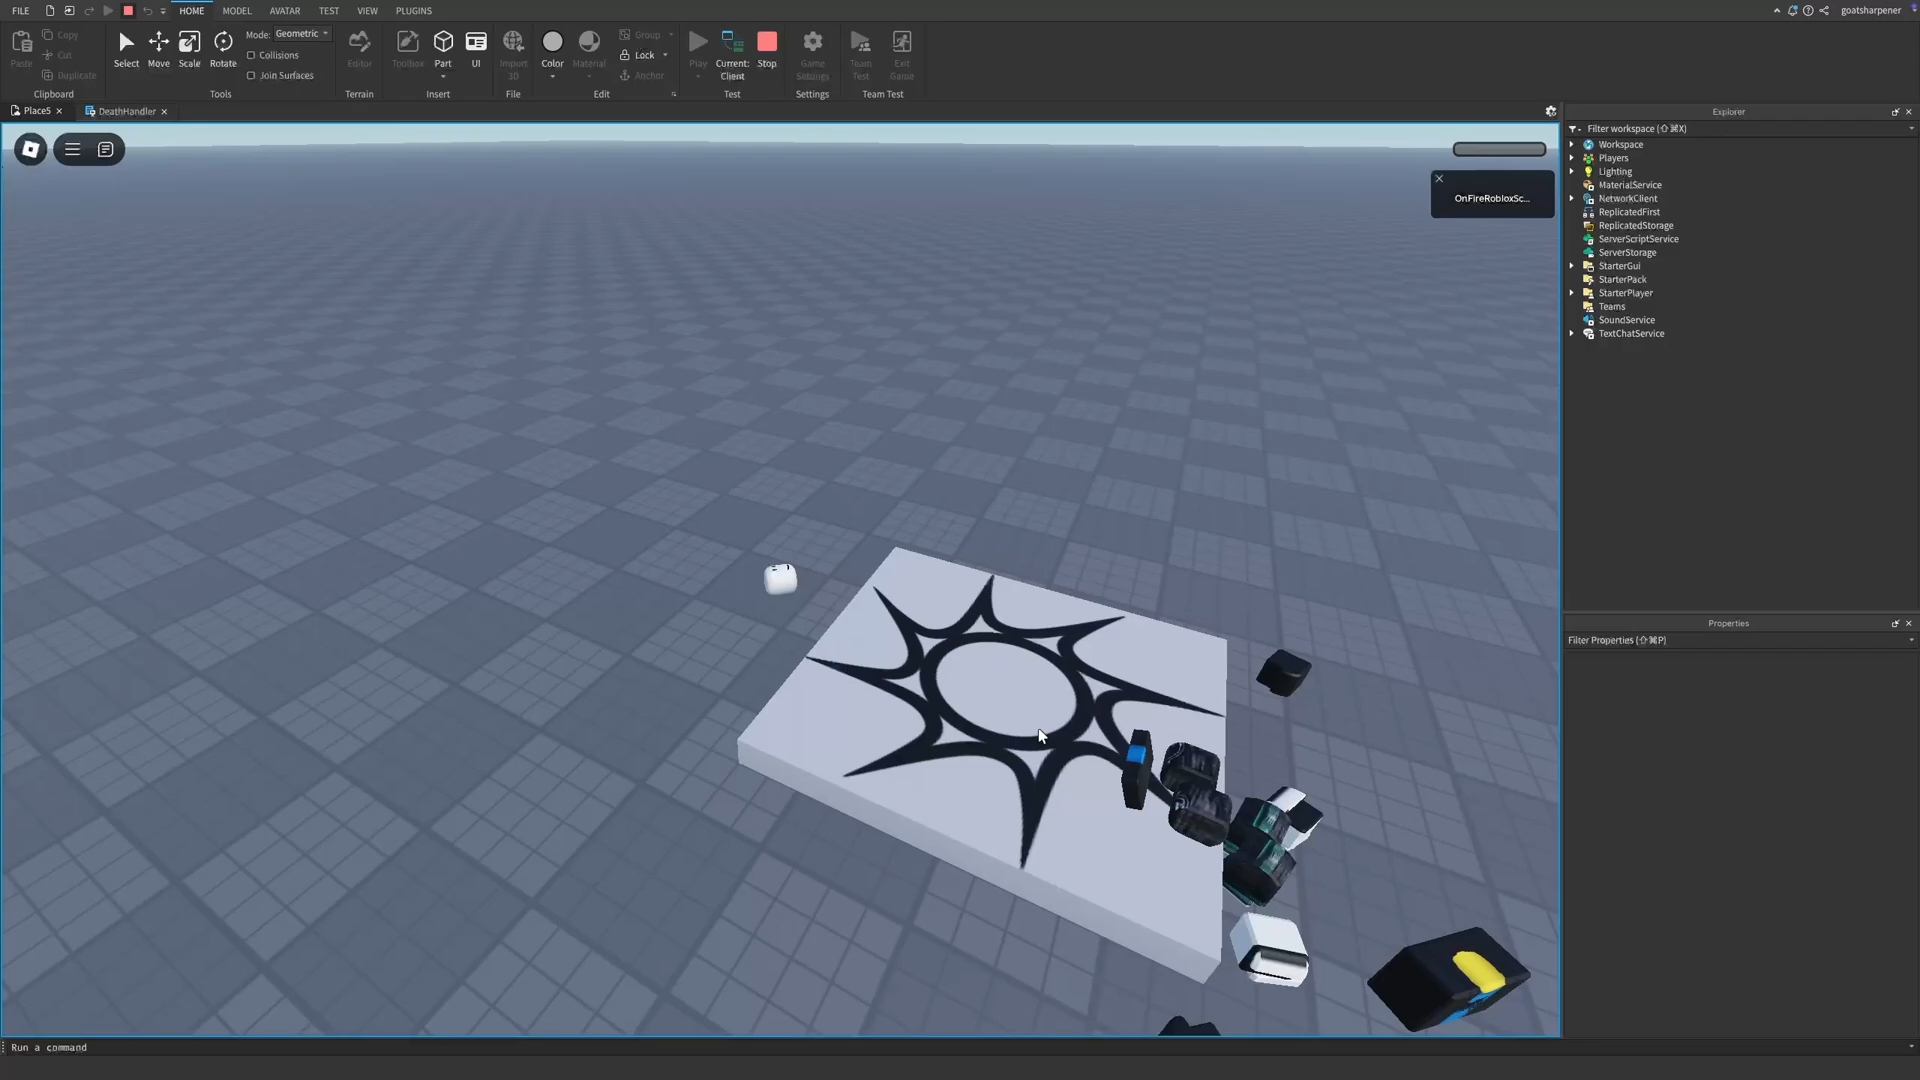 FILE HOME MODEL AVATAR TEST VIEW PLUGINS goatsharpener
Paste Copy Cut Duplicate
Select Move Scale Rotate
Mode: Geometric
Collisions
Join Surfaces
Editor Toolbox Part UI Import 3D Color Material
Group
Lock
Anchor
Play Current: Client Stop Game Settings Team Test Exit Game
Clipboard Tools Terrain Insert File Edit Test Settings Team Test
Place5 DeathHandler
Explorer
Filter workspace (⇧⌘X)
Workspace
Players
Lighting
MaterialService
NetworkClient
ReplicatedFirst
ReplicatedStorage
ServerScriptService
ServerStorage
StarterGui
StarterPack
StarterPlayer
Teams
SoundService
TextChatService
OnFireRobloxSc...
Properties
Filter Properties (⇧⌘P)
Run a command